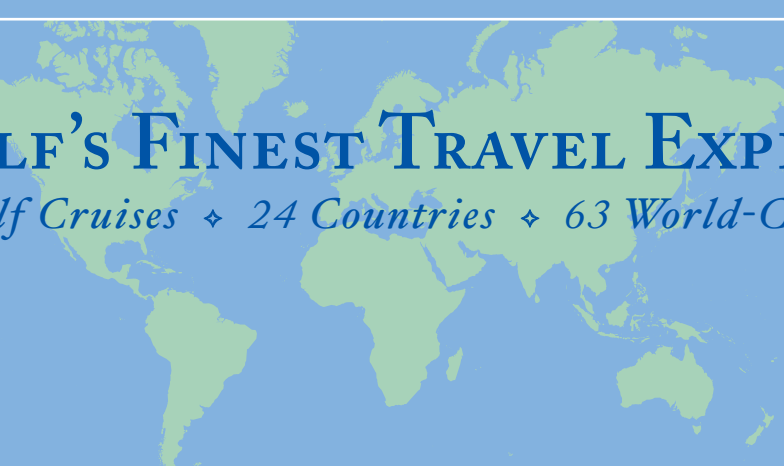 LF’S FINEST TRAVEL EXP
lf Cruises ✧ 24 Countries ✧ 63 World-C